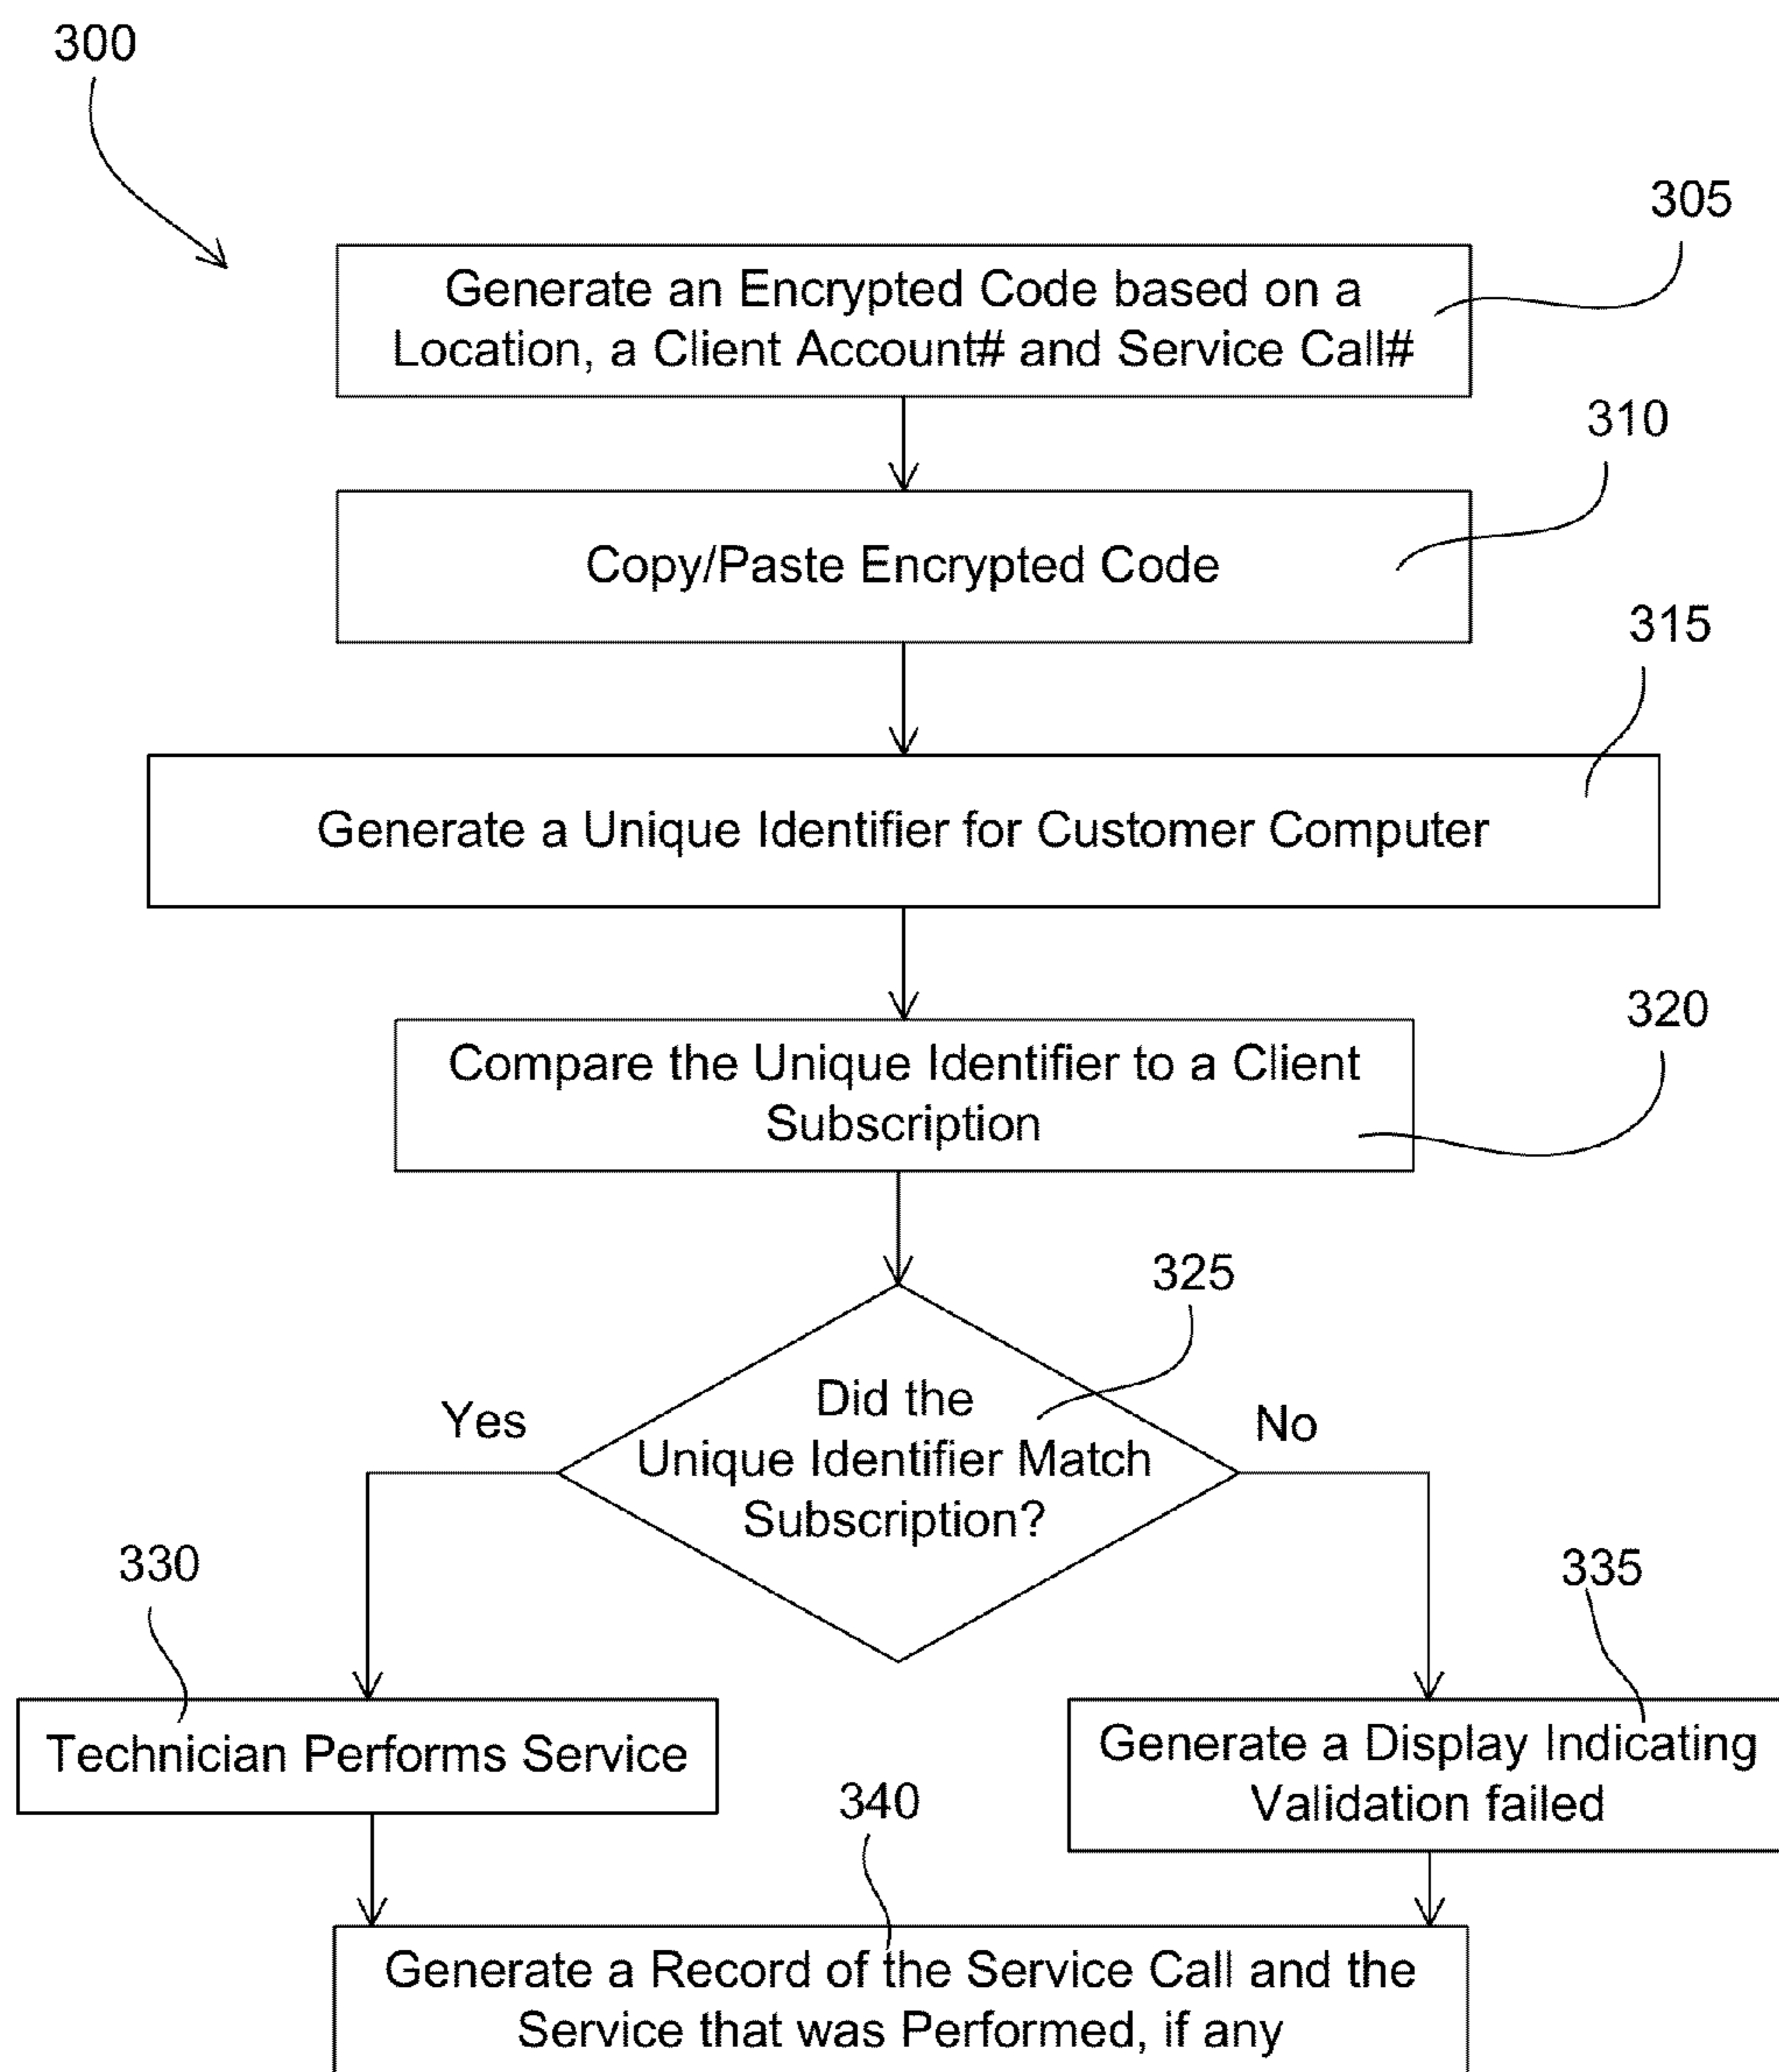 300
305
Generate an Encrypted Code based on a
Location, a Client Account# and Service Call#
310
Copy/Paste Encrypted Code
315
Generate a Unique Identifier for Customer Computer
320
Compare the Unique Identifier to a Client
Subscription
325
Yes
Did the
Unique Identifier Match
Subscription?
No
330
Technician Performs Service
335
Generate a Display Indicating
Validation failed
340
Generate a Record of the Service Call and the
Service that was Performed, if any